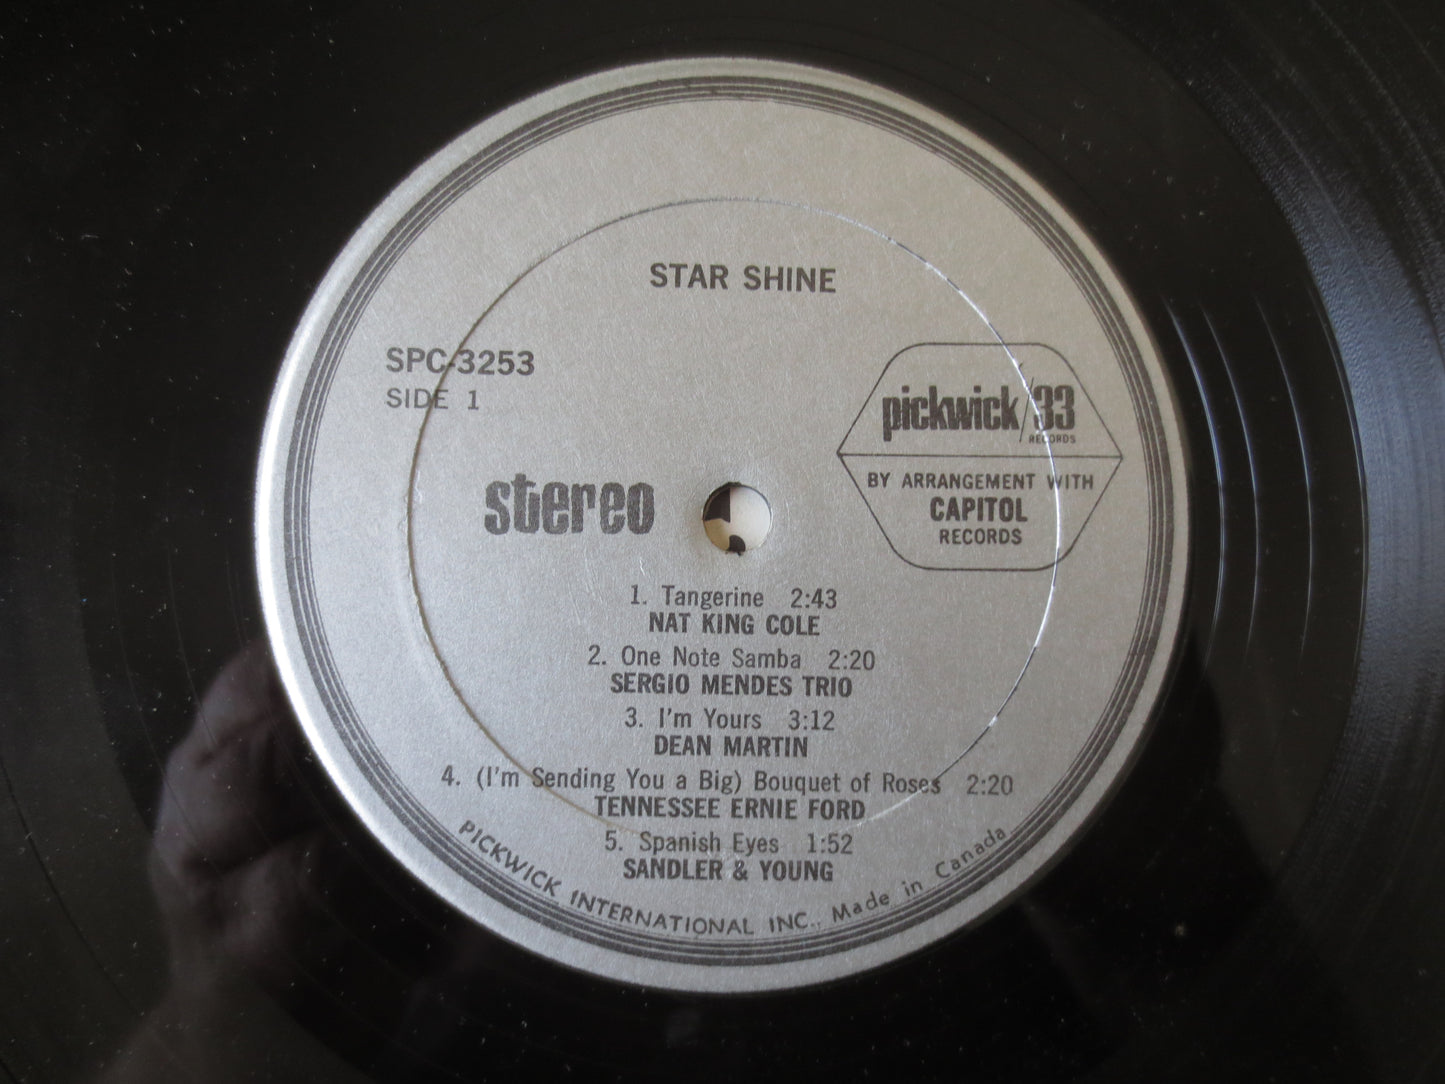 STAR SHINE
SPC-3253
SIDE 1
pickwick/33
RECORDS
BY ARRANGEMENT WITH
CAPITOL
RECORDS
stereo
1. Tangerine 2:43
NAT KING COLE
2. One Note Samba 2:20
SERGIO MENDES TRIO
3. I'm Yours 3:12
DEAN MARTIN
4. (I'm Sending You a Big) Bouquet of Roses 2:20
TENNESSEE ERNIE FORD
5. Spanish Eyes 1:52
SANDLER & YOUNG
PICKWICK INTERNATIONAL INC., Made in Canada